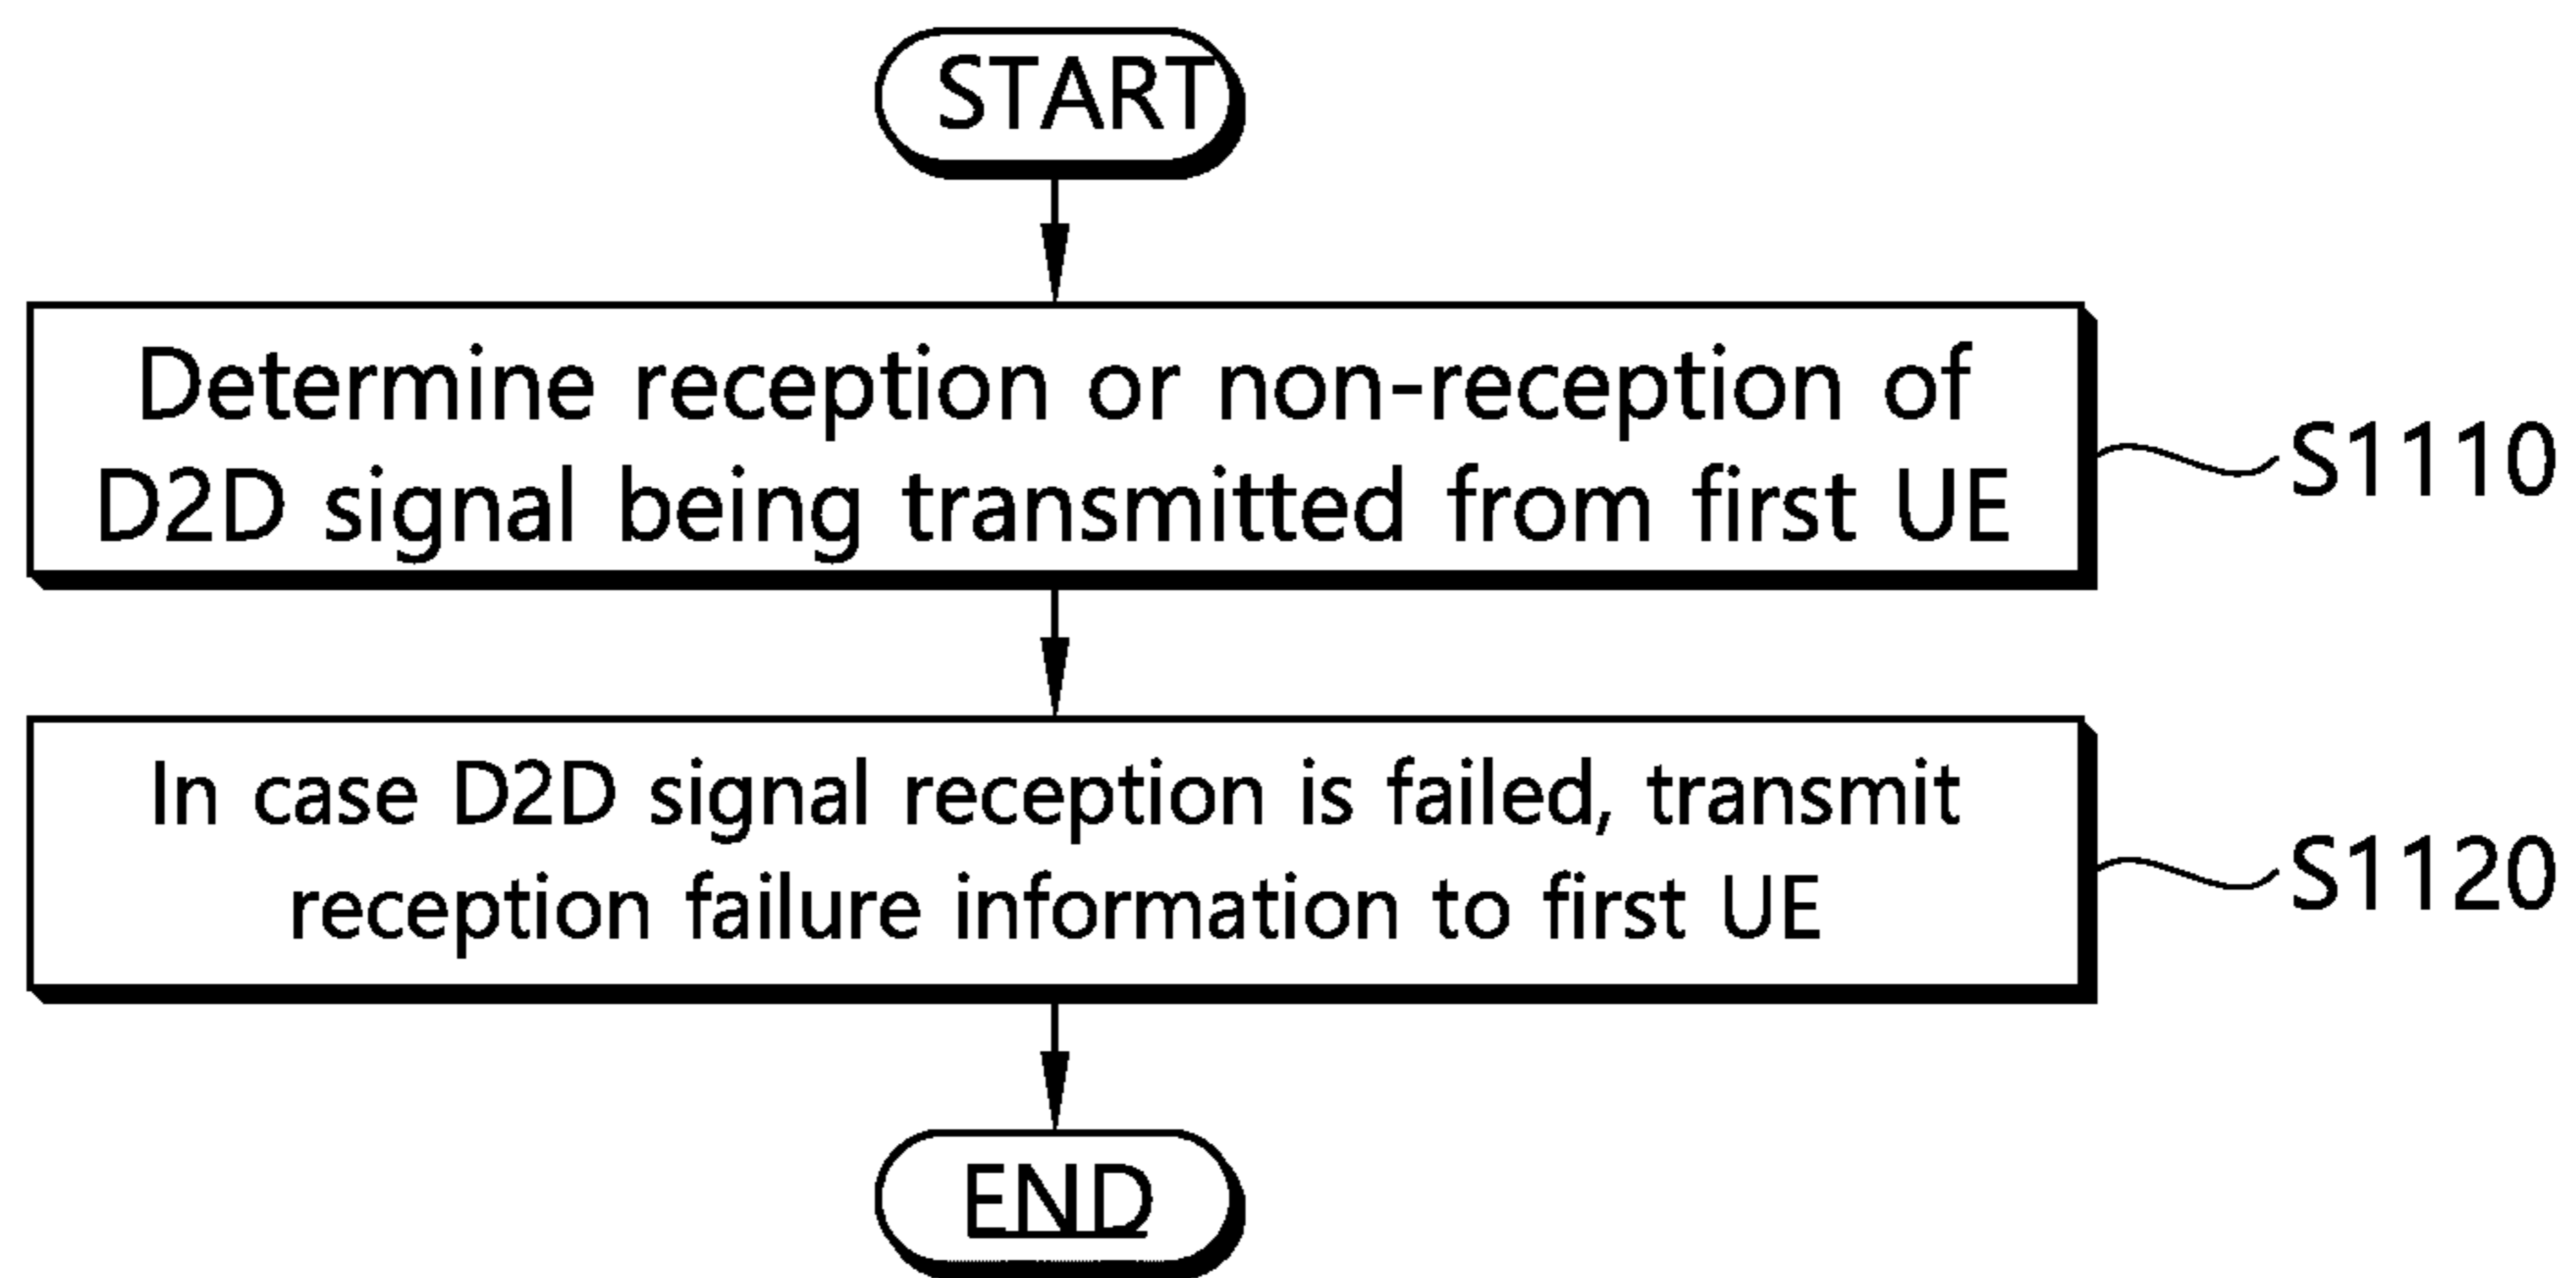 START
Determine reception or non-reception of
D2D signal being transmitted from first UE
S1110
In case D2D signal reception is failed, transmit
reception failure information to first UE
S1120
END